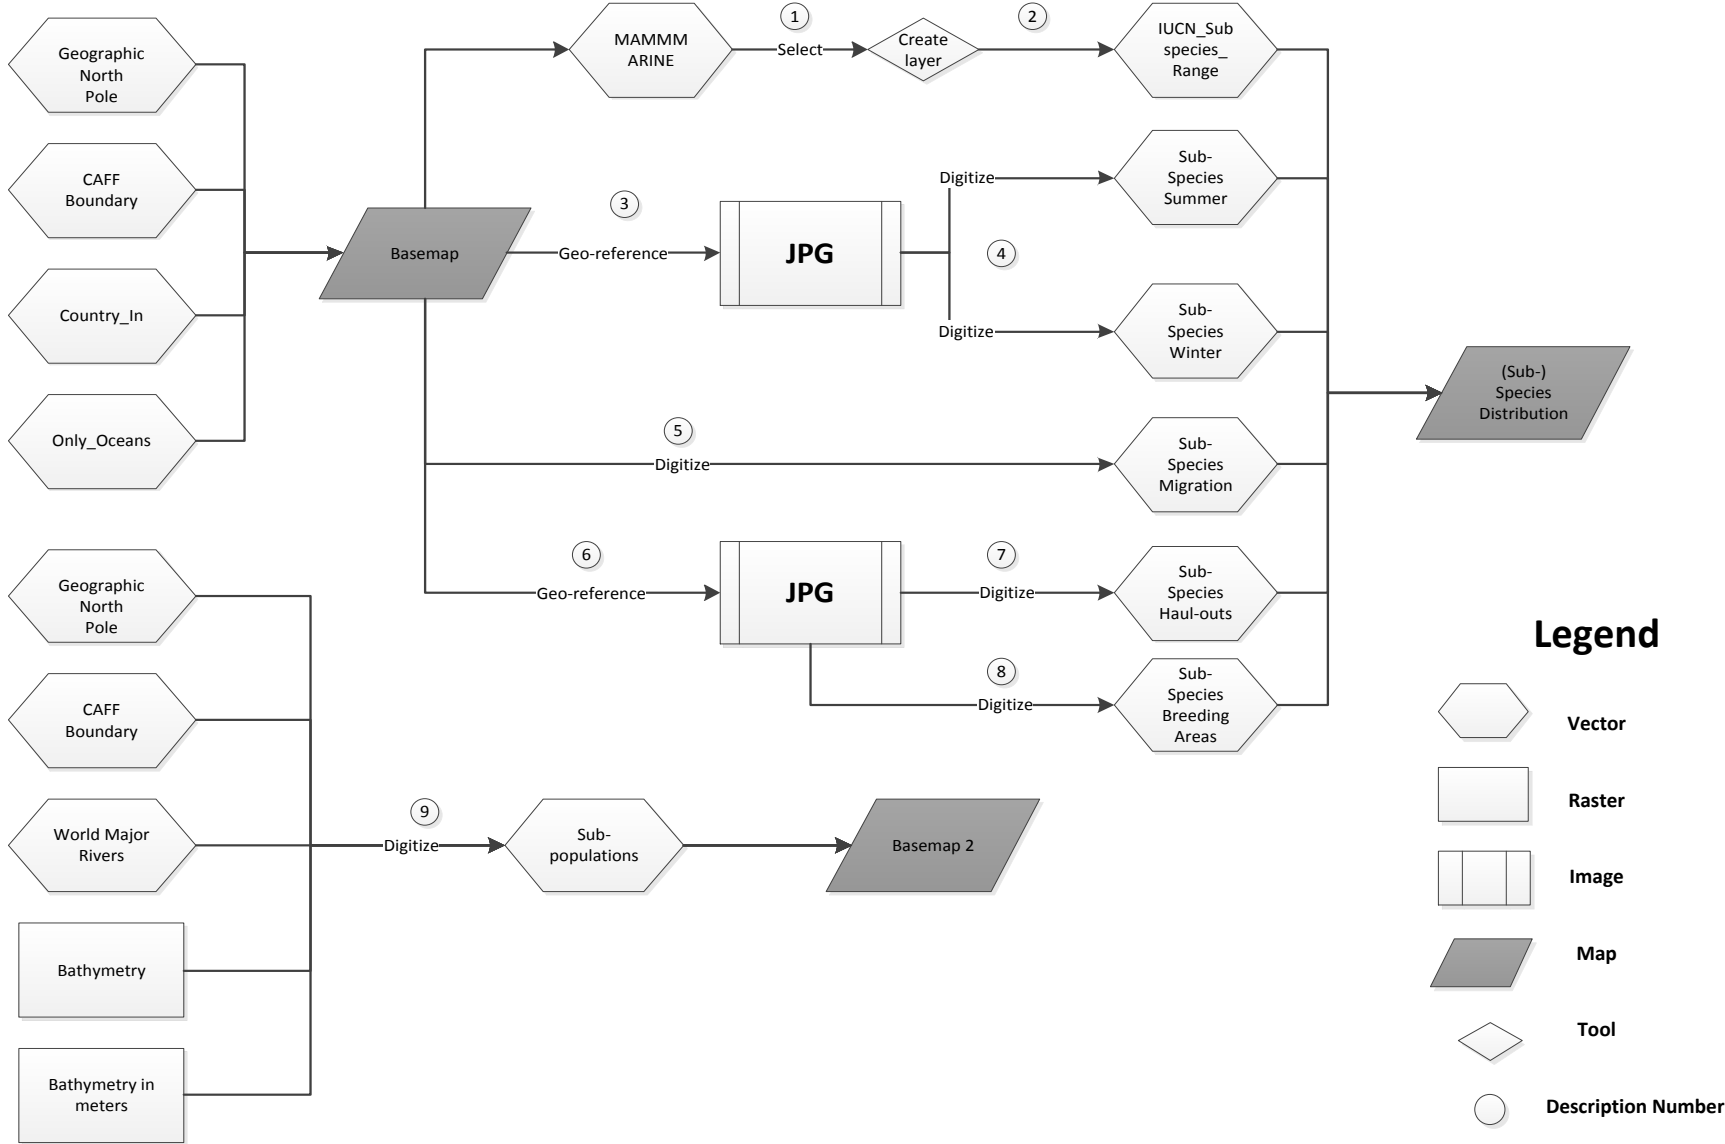 Geographic
North
Pole
CAFF
Boundary
Country_In
Only_Oceans
Basemap
MAMMM
ARINE
1
Select
Create
layer
2
IUCN_Sub
species_
Range
3
Geo-reference
JPG
Digitize
4
Digitize
Sub-
Species
Summer
Sub-
Species
Winter
5
Digitize
Sub-
Species
Migration
6
Geo-reference
JPG
7
Digitize
Sub-
Species
Haul-outs
8
Digitize
Sub-
Species
Breeding
Areas
(Sub-)
Species
Distribution
Geographic
North
Pole
CAFF
Boundary
World Major
Rivers
Bathymetry
Bathymetry in
meters
9
Digitize
Sub-
populations
Basemap 2
Legend
Vector
Raster
Image
Map
Tool
Description Number